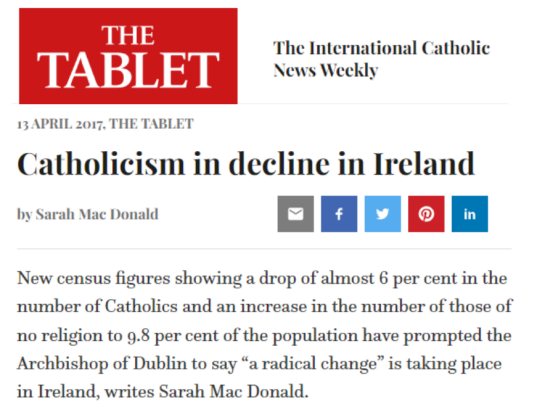 THE
TABLET
The International Catholic
News Weekly
13 APRIL 2017, THE TABLET
Catholicism in decline in Ireland
by Sarah Mac Donald
f
in
New census figures showing a drop of almost 6 per cent in the
number of Catholics and an increase in the number of those of
no religion to 9.8 per cent of the population have prompted the
Archbishop of Dublin to say “a radical change” is taking place
in Ireland, writes Sarah Mac Donald.